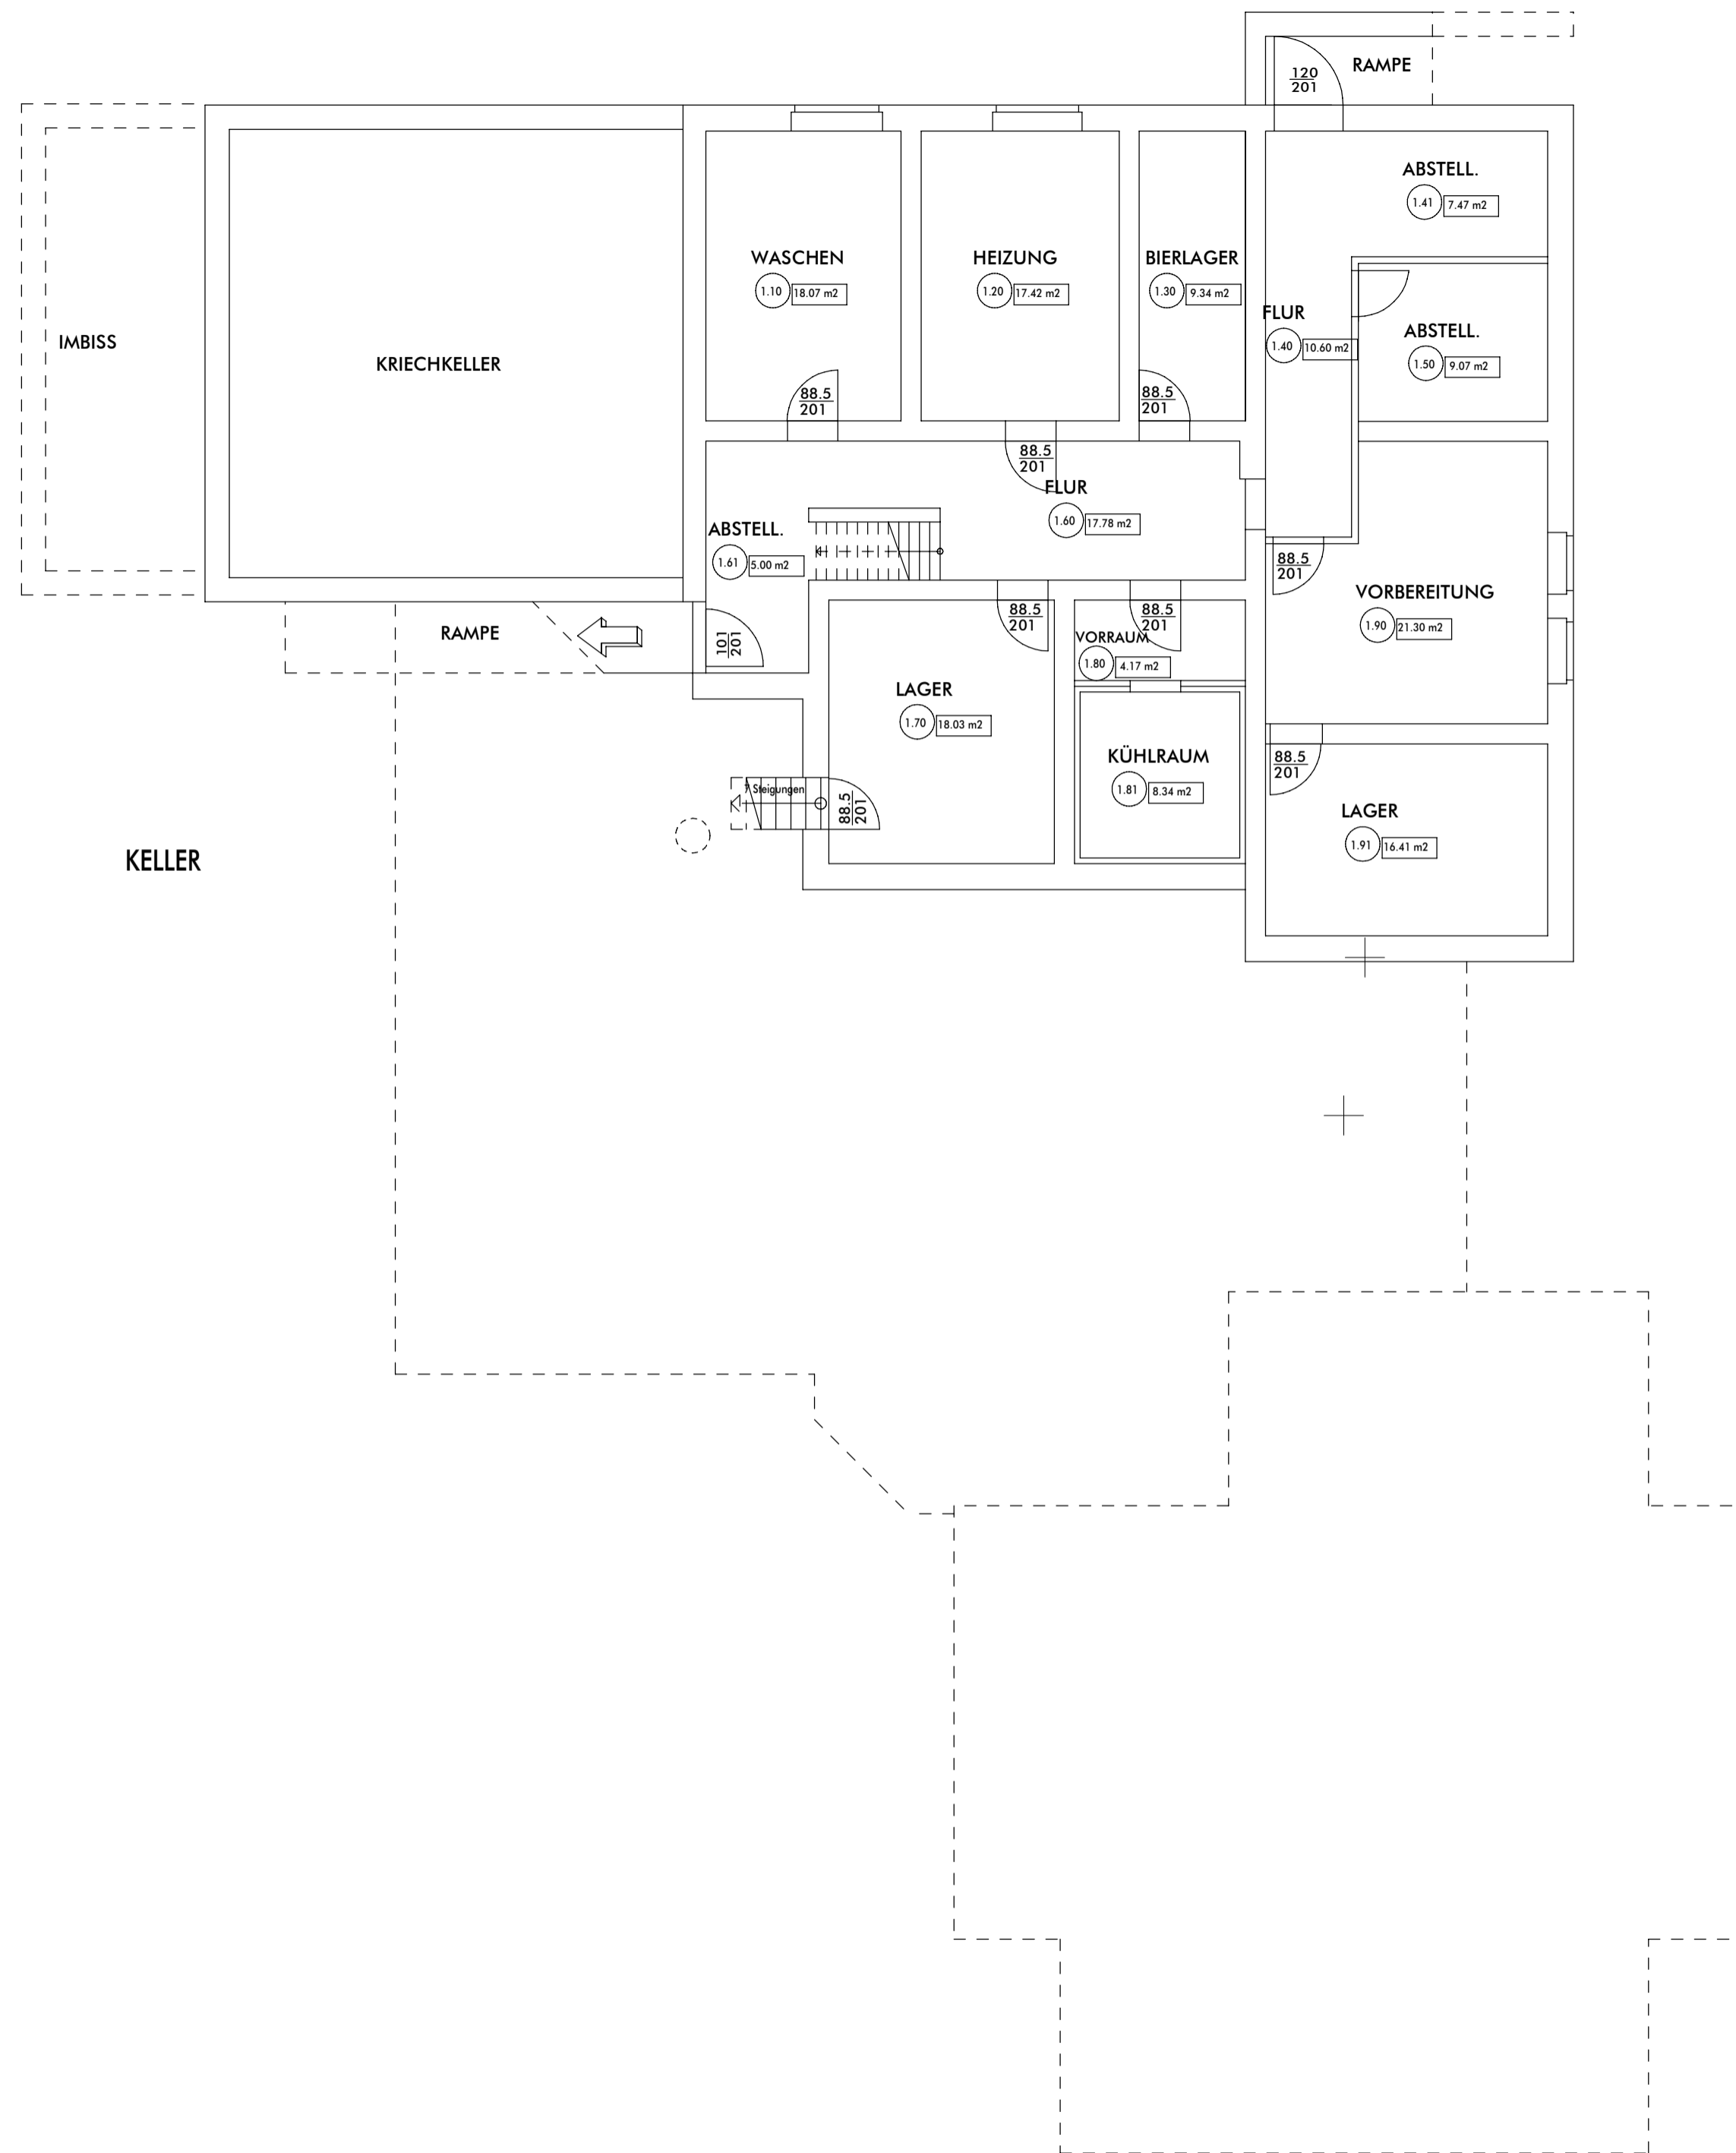 RAMPE
120
201
ABSTELL.
1.41 7.47 m2
WASCHEN
1.10 18.07 m2
HEIZUNG
1.20 17.42 m2
BIERLAGER
1.30 9.34 m2
FLUR
1.40 10.60 m2
ABSTELL.
1.50 9.07 m2
IMBISS
KRIECHKELLER
88.5
201
88.5
201
88.5
201
FLUR
1.60 17.78 m2
ABSTELL.
1.61 5.00 m2
88.5
201
VORBEREITUNG
1.90 21.30 m2
RAMPE
101
201
88.5
201
88.5
201
VORRAUM
1.80 4.17 m2
LAGER
1.70 18.03 m2
KÜHLRAUM
1.81 8.34 m2
88.5
201
7 Steigungen
88.5
201
LAGER
1.91 16.41 m2
KELLER